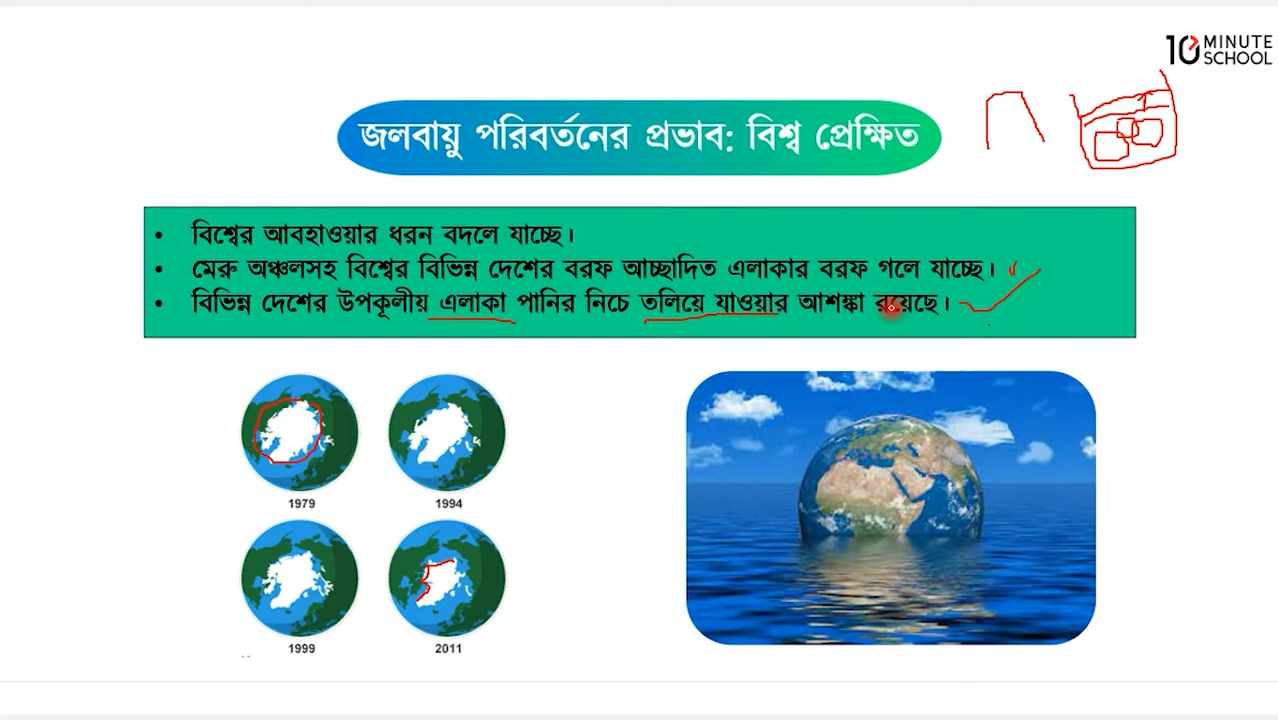 10 MINUTE
SCHOOL
জলবায়ু পরিবর্তনের প্রভাব: বিশ্ব প্রেক্ষিত
• বিশ্বের আবহাওয়ার ধরন বদলে যাচ্ছে।
• মেরু অঞ্চলসহ বিশ্বের বিভিন্ন দেশের বরফ আচ্ছাদিত এলাকার বরফ গলে যাচ্ছে।
• বিভিন্ন দেশের উপকূলীয় এলাকা পানির নিচে তলিয়ে যাওয়ার আশঙ্কা রয়েছে।
1979 1994
1999 2011